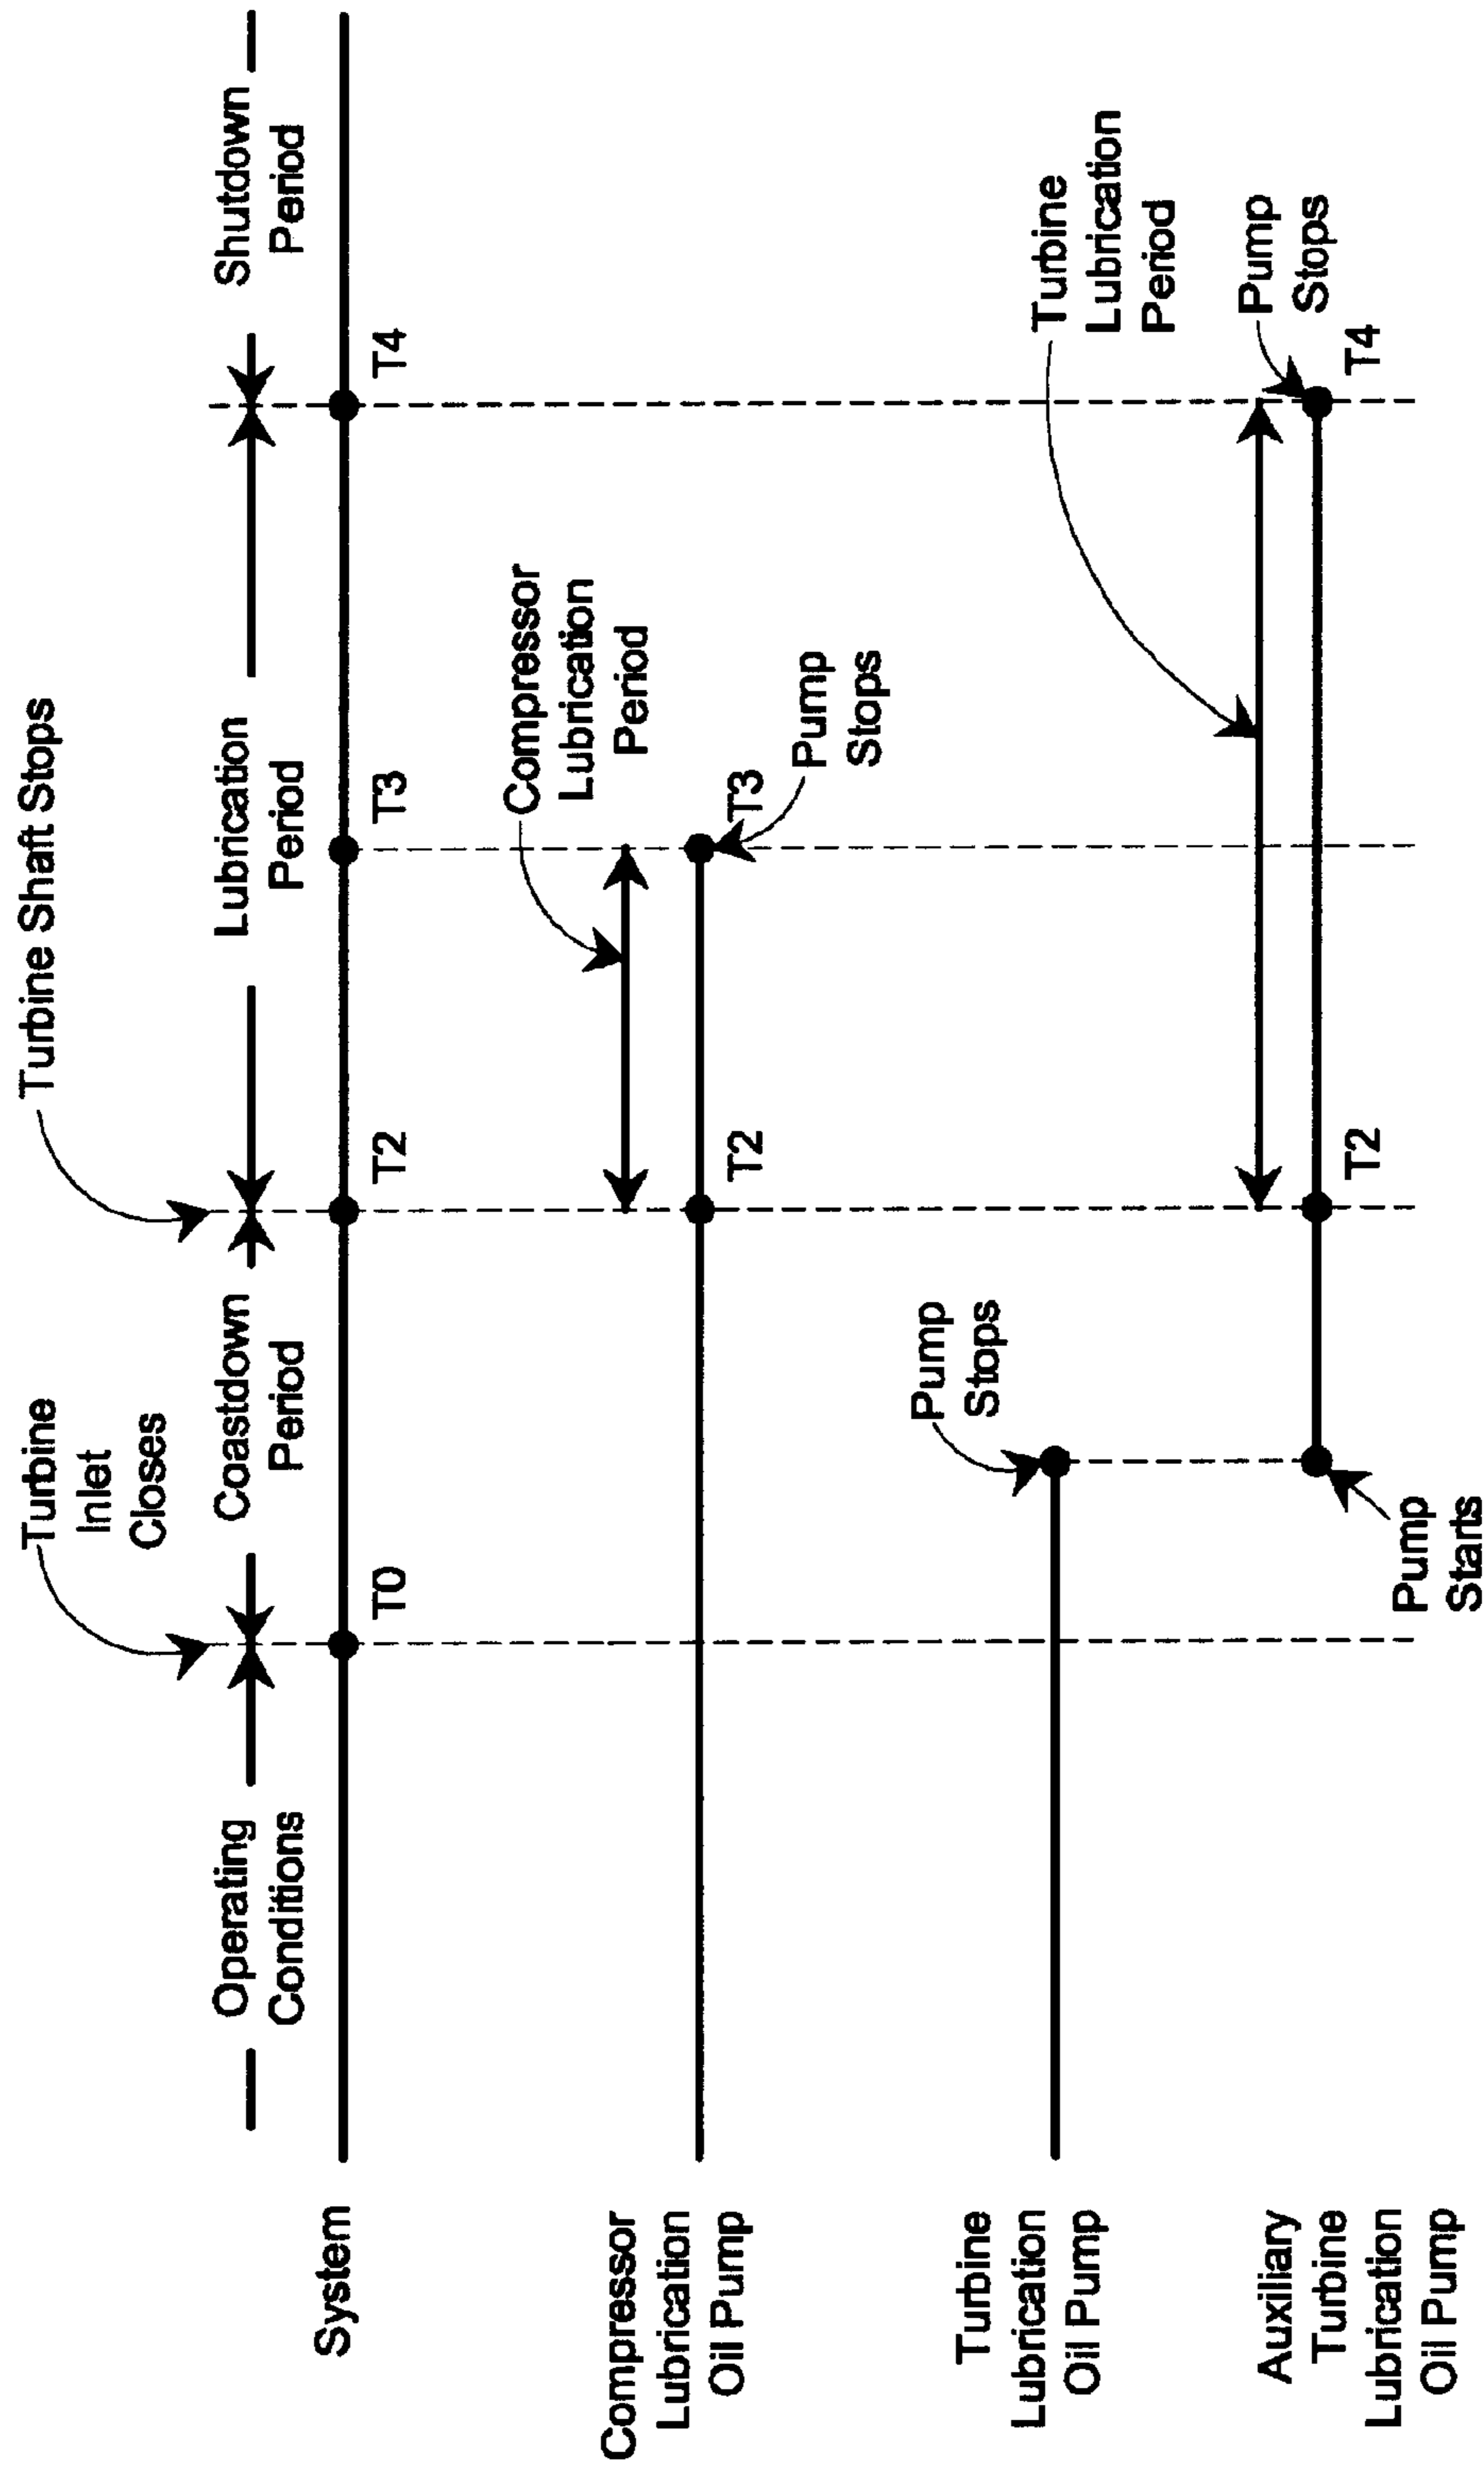 Turbine
Inlet
Closes
Turbine Shaft Stops
Operating
Conditions
Coastdown
Period
Lubrication
Period
Shutdown
Period
System
T0
T2
T3
T4
Compressor
Lubrication
Period
Compressor
Lubrication
Oil Pump
T2
T3
Pump
Stops
Turbine
Lubrication
Oil Pump
Pump
Stops
Turbine
Lubrication
Period
Auxiliary
Turbine
Lubrication
Oil Pump
Pump
Starts
T2
T4
Pump
Stops